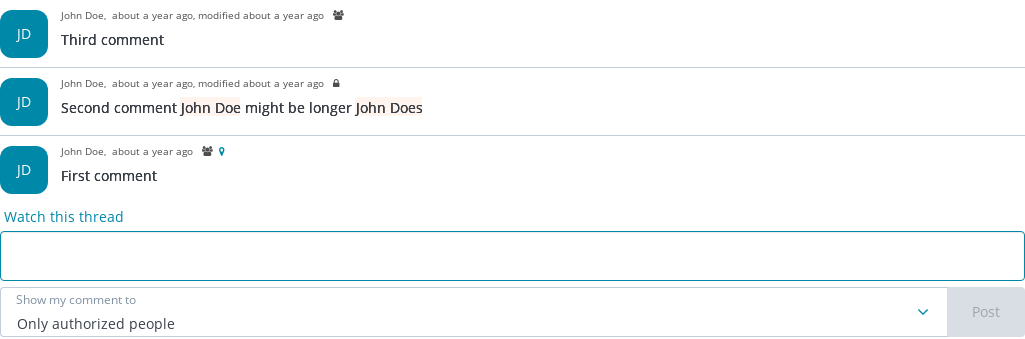 JD
John Doe, about a year ago, modified about a year ago
Third comment
JD
John Doe, about a year ago, modified about a year ago
Second comment John Doe might be longer John Does
JD
John Doe, about a year ago
First comment
Watch this thread
Show my comment to
Only authorized people
Post